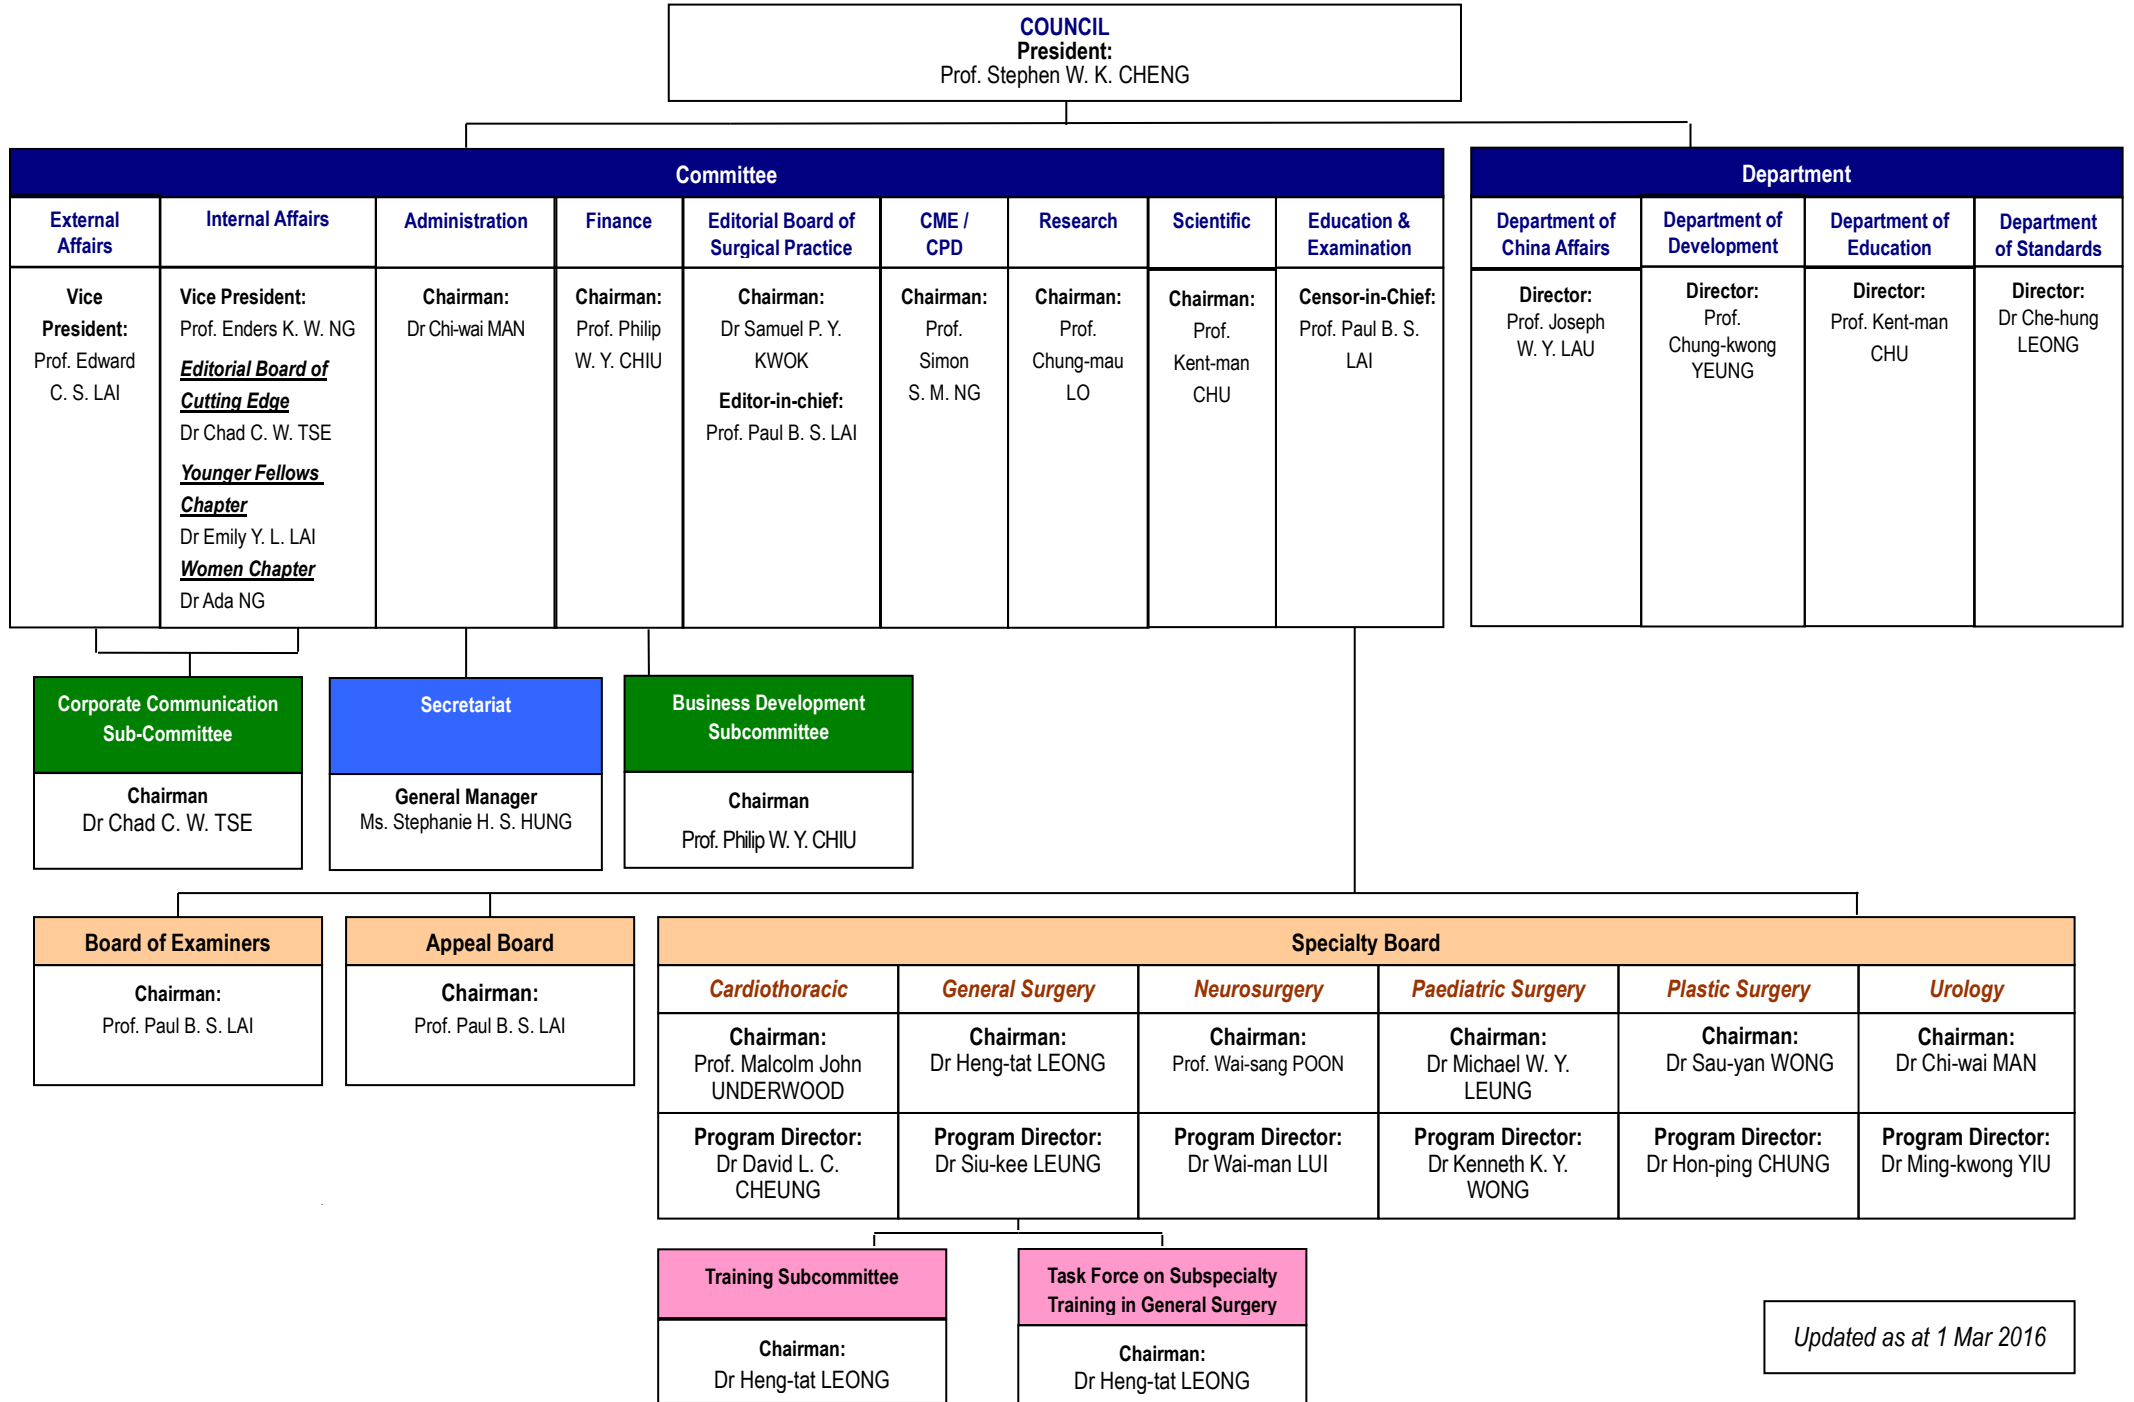 COUNCIL
President:
Prof. Stephen W. K. CHENG
Committee
External
Affairs
Internal Affairs
Administration
Finance
Editorial Board of
Surgical Practice
CME /
CPD
Research
Scientific
Education &
Examination
Vice
President:
Prof. Edward
C. S. LAI
Vice President:
Prof. Enders K. W. NG
Editorial Board of
Cutting Edge
Dr Chad C. W. TSE
Younger Fellows
Chapter
Dr Emily Y. L. LAI
Women Chapter
Dr Ada NG
Chairman:
Dr Chi-wai MAN
Chairman:
Prof. Philip
W. Y. CHIU
Chairman:
Dr Samuel P. Y.
KWOK
Editor-in-chief:
Prof. Paul B. S. LAI
Chairman:
Prof.
Simon
S. M. NG
Chairman:
Prof.
Chung-mau
LO
Chairman:
Prof.
Kent-man
CHU
Censor-in-Chief:
Prof. Paul B. S.
LAI
Department
Department of
China Affairs
Department of
Development
Department of
Education
Department
of Standards
Director:
Prof. Joseph
W. Y. LAU
Director:
Prof.
Chung-kwong
YEUNG
Director:
Prof. Kent-man
CHU
Director:
Dr Che-hung
LEONG
Corporate Communication
Sub-Committee
Chairman
Dr Chad C. W. TSE
Secretariat
General Manager
Ms. Stephanie H. S. HUNG
Business Development
Subcommittee
Chairman
Prof. Philip W. Y. CHIU
Board of Examiners
Chairman:
Prof. Paul B. S. LAI
Appeal Board
Chairman:
Prof. Paul B. S. LAI
Specialty Board
Cardiothoracic
General Surgery
Neurosurgery
Paediatric Surgery
Plastic Surgery
Urology
Chairman:
Prof. Malcolm John
UNDERWOOD
Chairman:
Dr Heng-tat LEONG
Chairman:
Prof. Wai-sang POON
Chairman:
Dr Michael W. Y.
LEUNG
Chairman:
Dr Sau-yan WONG
Chairman:
Dr Chi-wai MAN
Program Director:
Dr David L. C.
CHEUNG
Program Director:
Dr Siu-kee LEUNG
Program Director:
Dr Wai-man LUI
Program Director:
Dr Kenneth K. Y.
WONG
Program Director:
Dr Hon-ping CHUNG
Program Director:
Dr Ming-kwong YIU
Training Subcommittee
Chairman:
Dr Heng-tat LEONG
Task Force on Subspecialty
Training in General Surgery
Chairman:
Dr Heng-tat LEONG
Updated as at 1 Mar 2016